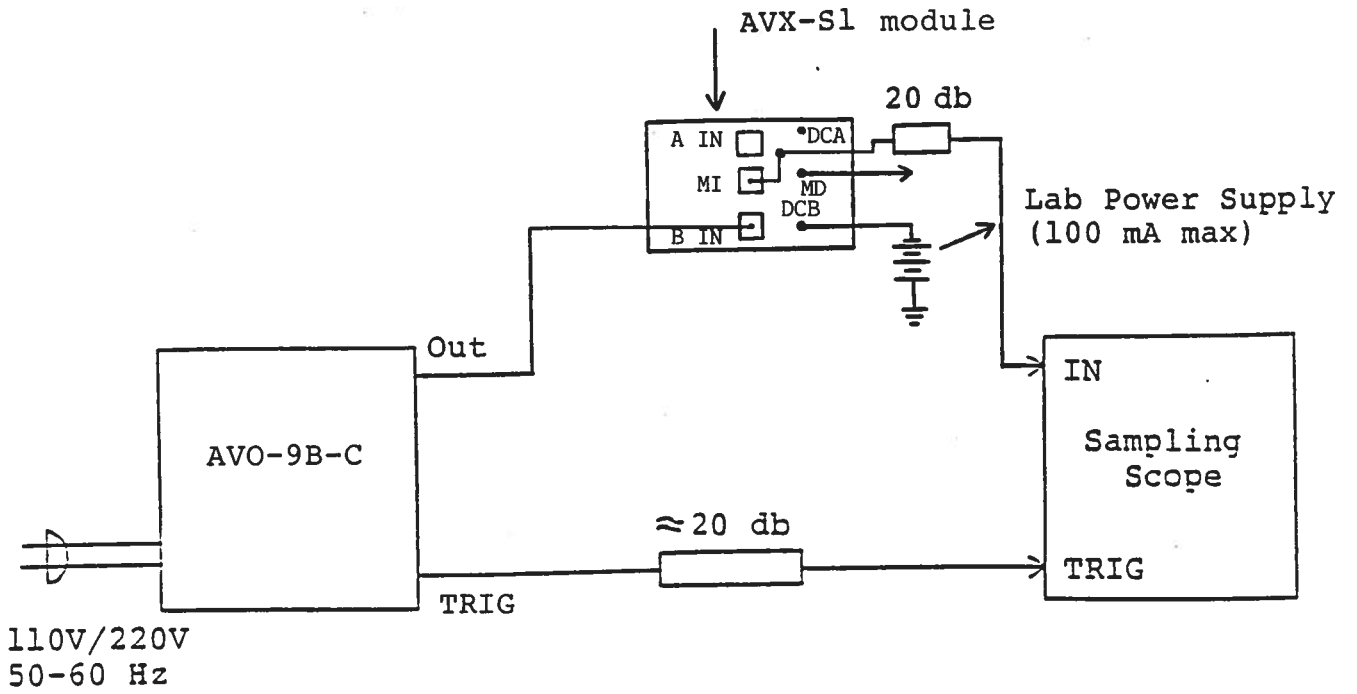 AVX-S1 module
20 db
A IN
DCA
MI
MD
DCB
B IN
Lab Power Supply
(100 mA max)
Out
IN
AVO-9B-C
Sampling
Scope
≈20 db
TRIG
TRIG
110V/220V
50-60 Hz